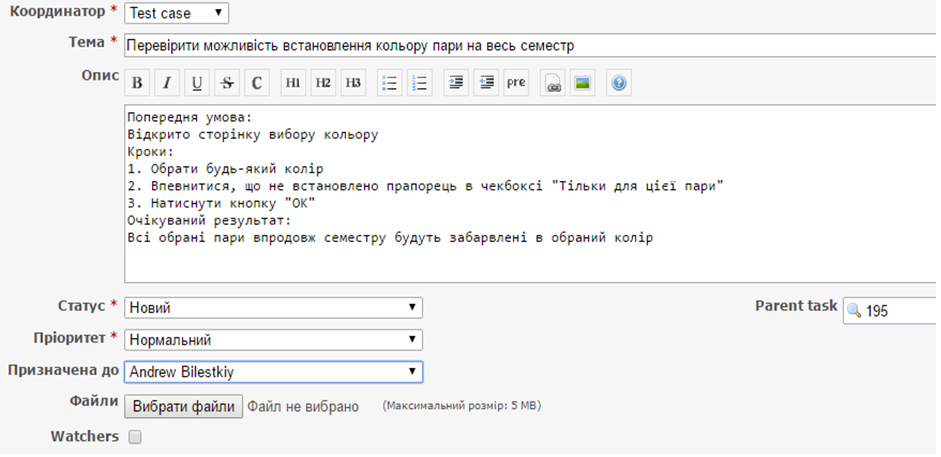 Координатор * Test case
Тема * Перевірити можливість встановлення кольору пари на весь семестр
Опис B I U S C H1 H2 H3 pre
Попередня умова:
Відкрито сторінку вибору кольору
Кроки:
1. Обрати будь-який колір
2. Впевнитися, що не встановлено прапорець в чекбоксі "Тільки для цієї пари"
3. Натиснути кнопку "ОК"
Очікуваний результат:
Всі обрані пари впродовж семестру будуть забарвлені в обраний колір
Статус * Новий Parent task 195
Пріоритет * Нормальний
Призначена до Andrew Bilestkiy
Файли Вибрати файли Файл не вибрано (Максимальний розмір: 5 MB)
Watchers